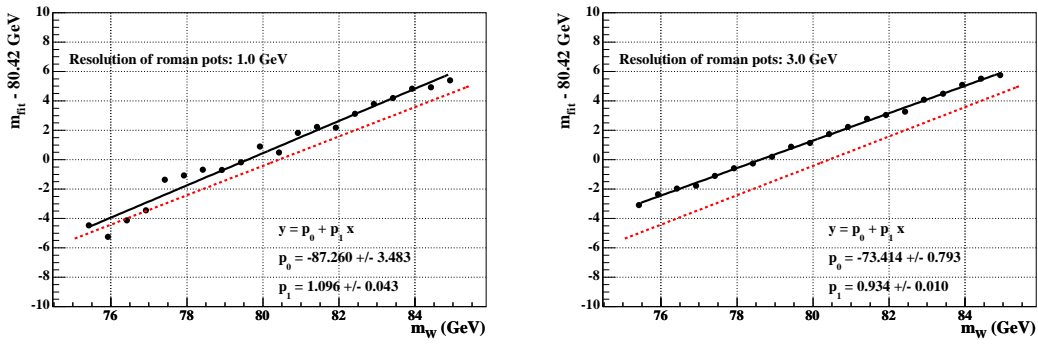 m_fit - 80.42 GeV
10
8
6
4
2
0
-2
-4
-6
-8
-10
Resolution of roman pots: 1.0 GeV
y = p_0 + p_1 x
p_0 = -87.260 +/- 3.483
p_1 = 1.096 +/- 0.043
76 78 80 82 84
m_W (GeV)
m_fit - 80.42 GeV
10
8
6
4
2
0
-2
-4
-6
-8
-10
Resolution of roman pots: 3.0 GeV
y = p_0 + p_1 x
p_0 = -73.414 +/- 0.793
p_1 = 0.934 +/- 0.010
76 78 80 82 84
m_W (GeV)